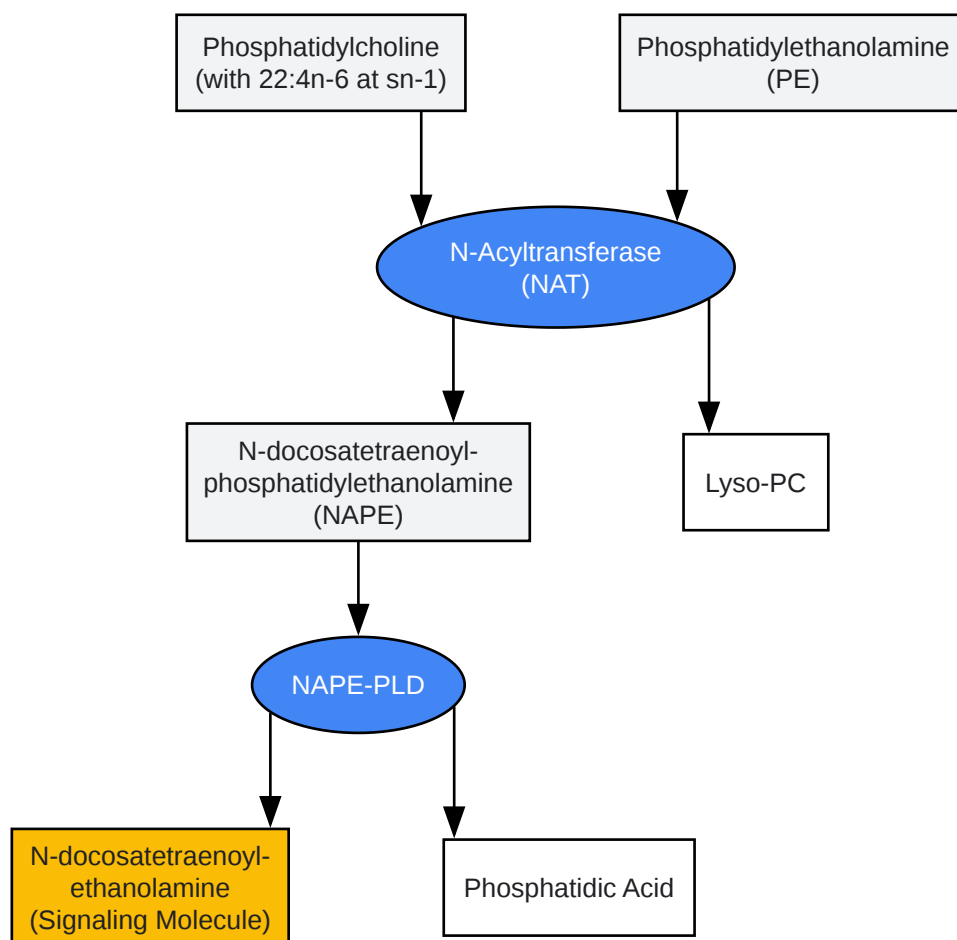 Phosphatidylcholine
(with 22:4n-6 at sn-1)
Phosphatidylethanolamine
(PE)
N-Acyltransferase
(NAT)
N-docosatetraenoyl-
phosphatidylethanolamine
(NAPE)
Lyso-PC
NAPE-PLD
N-docosatetraenoyl-
ethanolamine
(Signaling Molecule)
Phosphatidic Acid